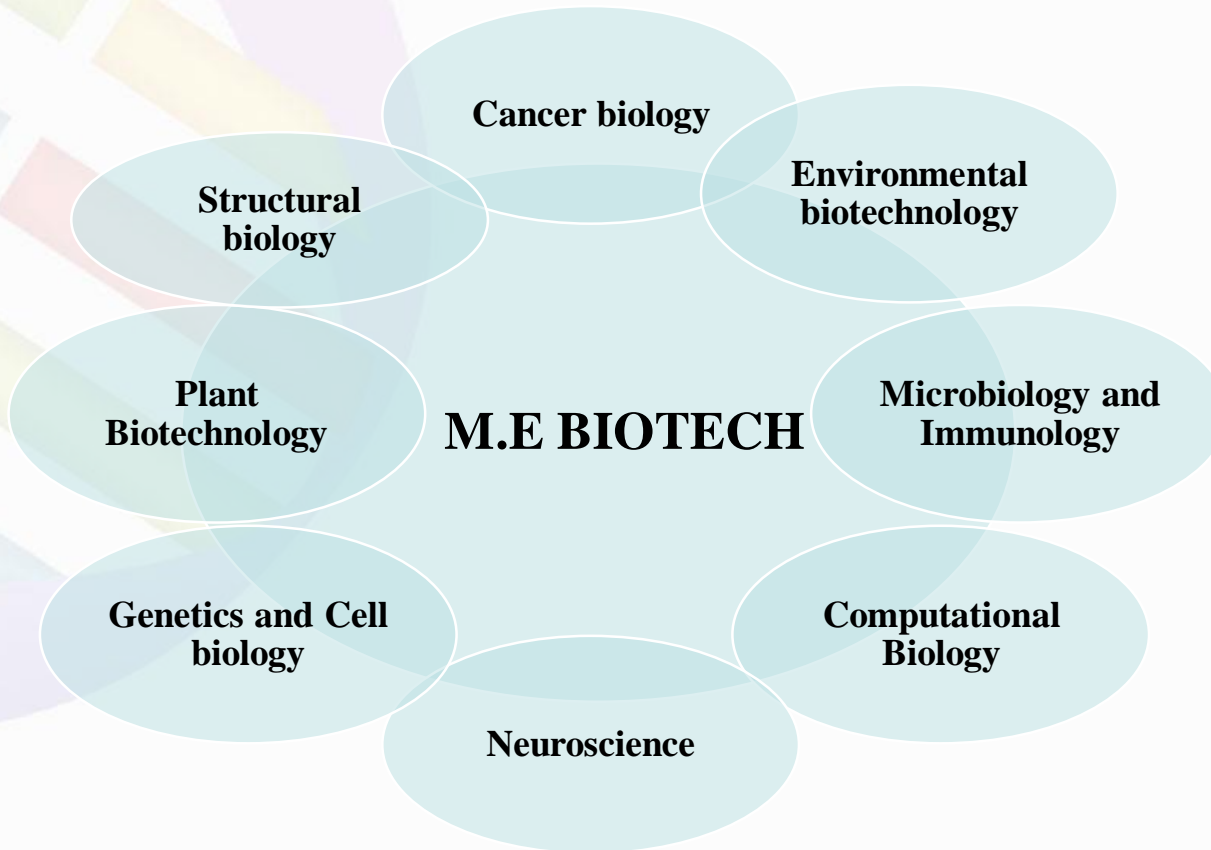 Cancer biology
Environmental
biotechnology
Structural
biology
Plant
Biotechnology
M.E BIOTECH
Microbiology and
Immunology
Genetics and Cell
biology
Computational
Biology
Neuroscience